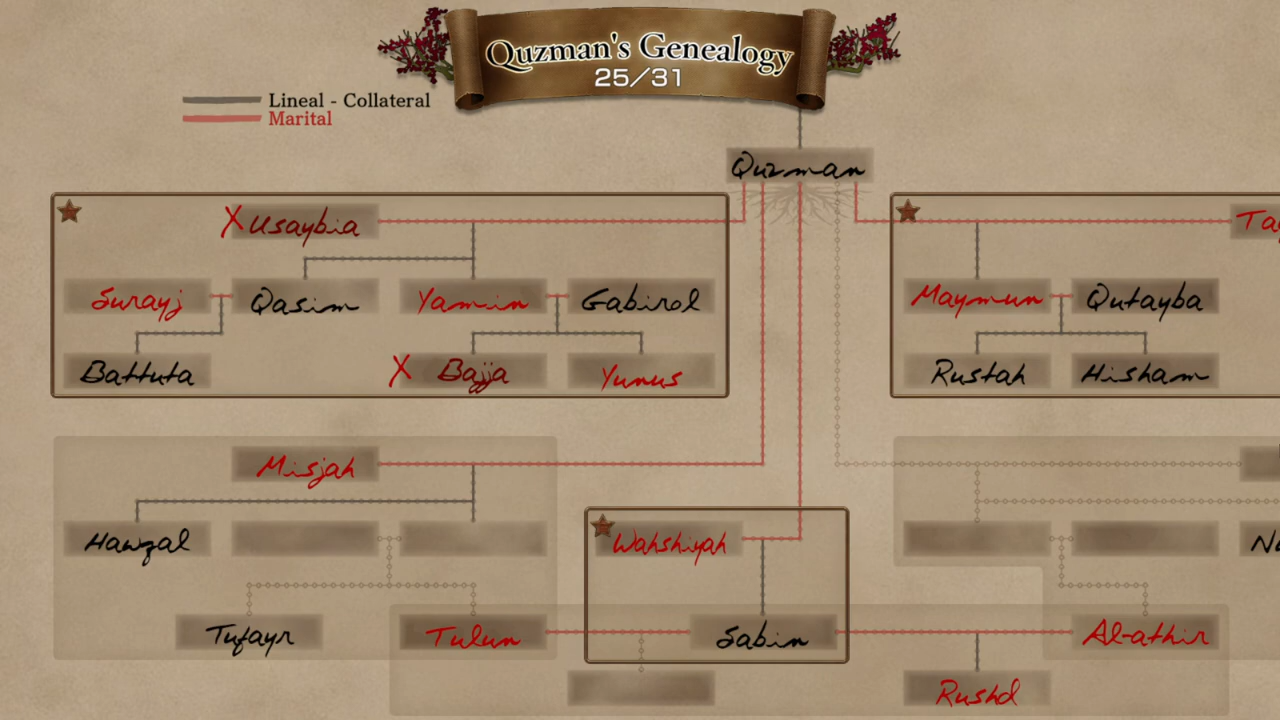 Quzman's Genealogy
25/31
Lineal - Collateral
Marital
Quzman
X Usaybia
Surayj Qasim Yamin Gabirol Maymun Qutayba
Battuta X Bajja Yunus Rustah Hisham
Misjah
Hawqal Wahshiyah
Tufayr Tulun Sabin Al-athir
Rushd